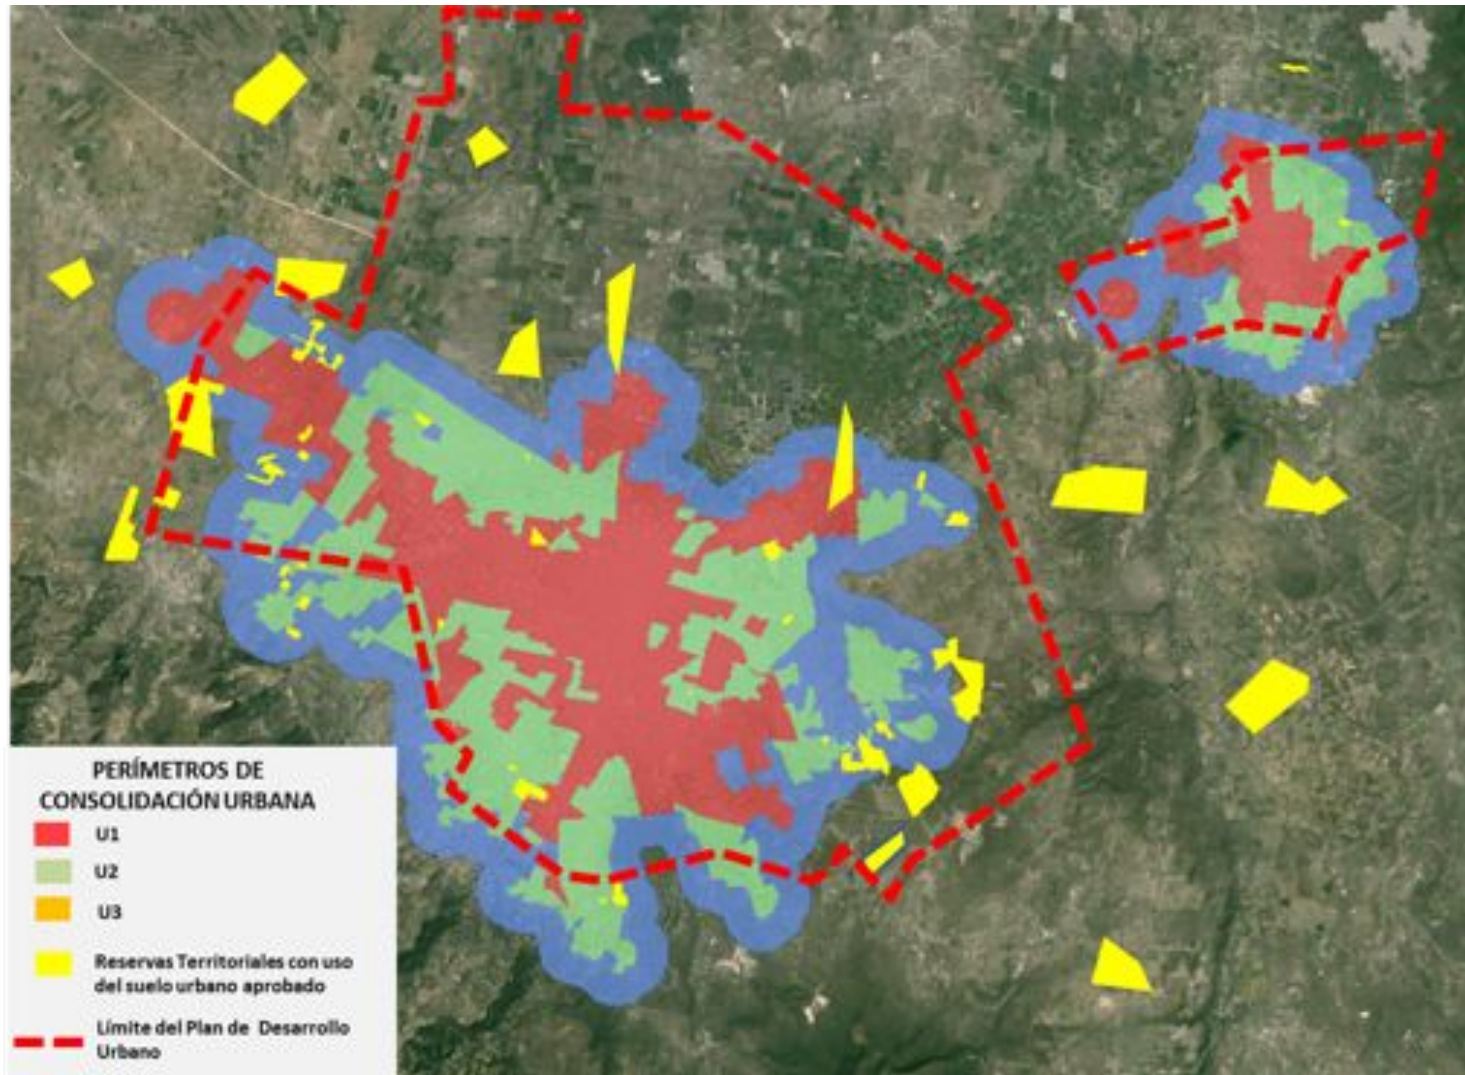 PERÍMETROS DE
CONSOLIDACIÓN URBANA
U1
U2
U3
Reservas Territoriales con uso
del suelo urbano aprobado
Límite del Plan de Desarrollo
Urbano